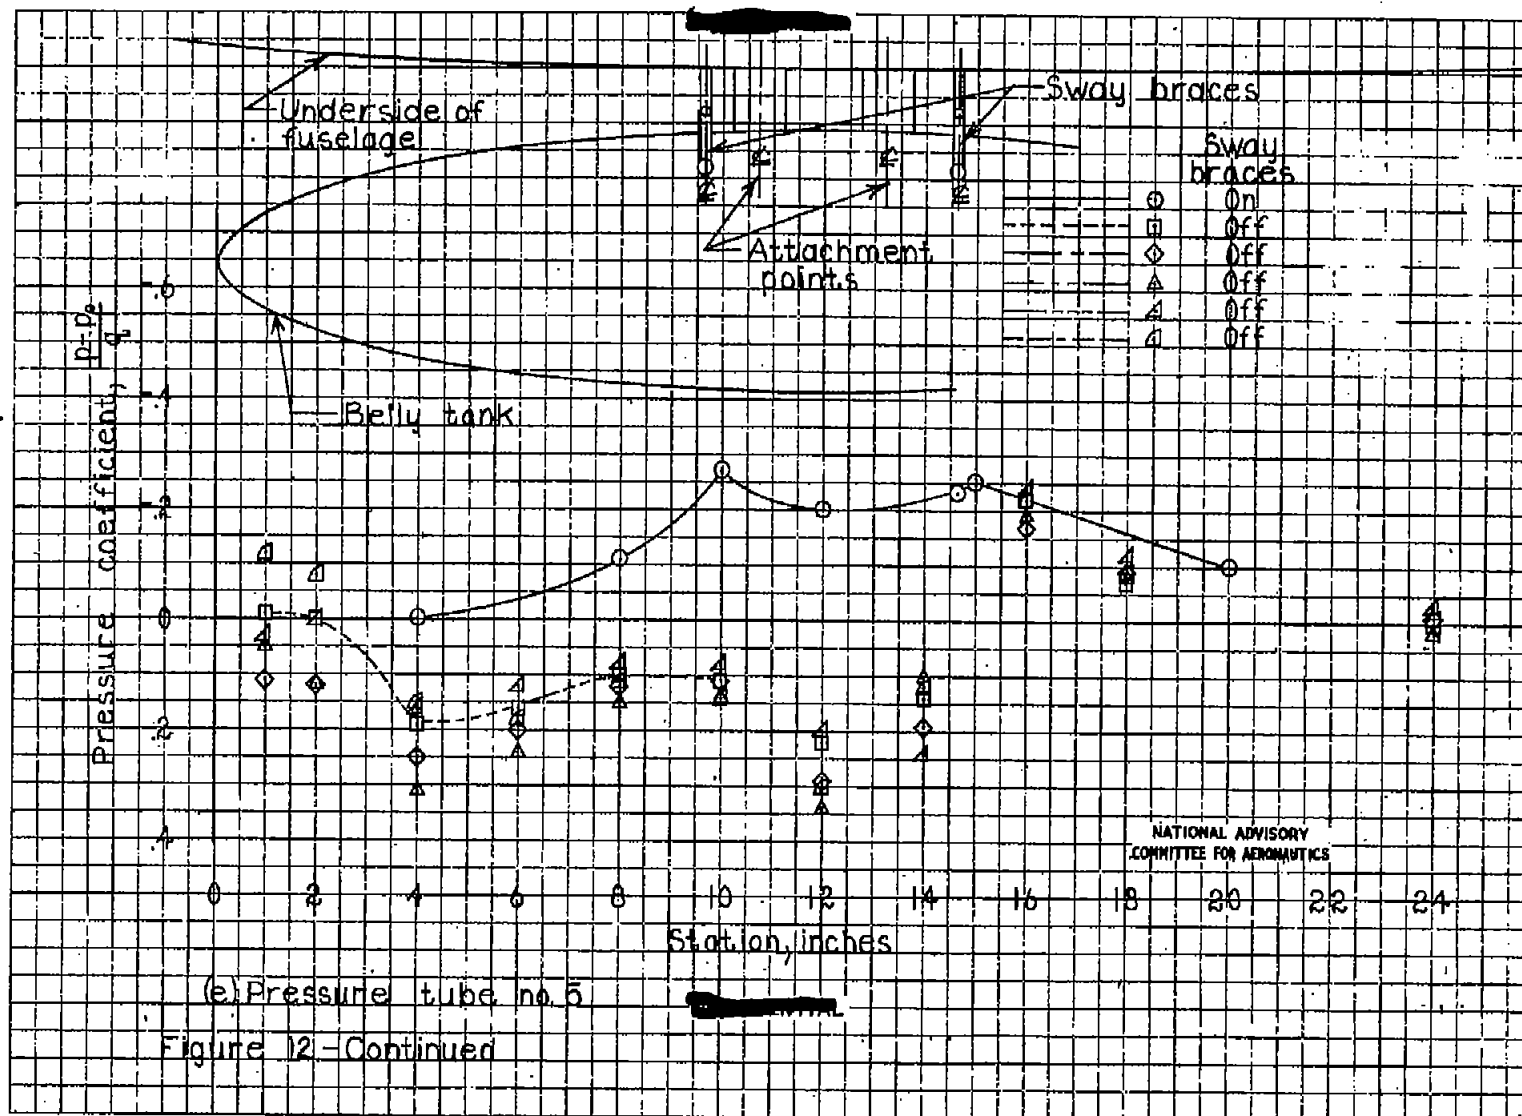 Underside of
fuselage
Sway braces
Sway
braces
On
Off
Off
Off
Off
Off
Attachment
points
Belly tank
Pressure coefficient, p-p₀/q
-.6
-.4
-.2
0
.2
.4
0 2 4 6 8 10 12 14 16 18 20 22 24
Station, inches
NATIONAL ADVISORY
COMMITTEE FOR AERONAUTICS
(e) Pressure tube no. 5
Figure 12 - Continued